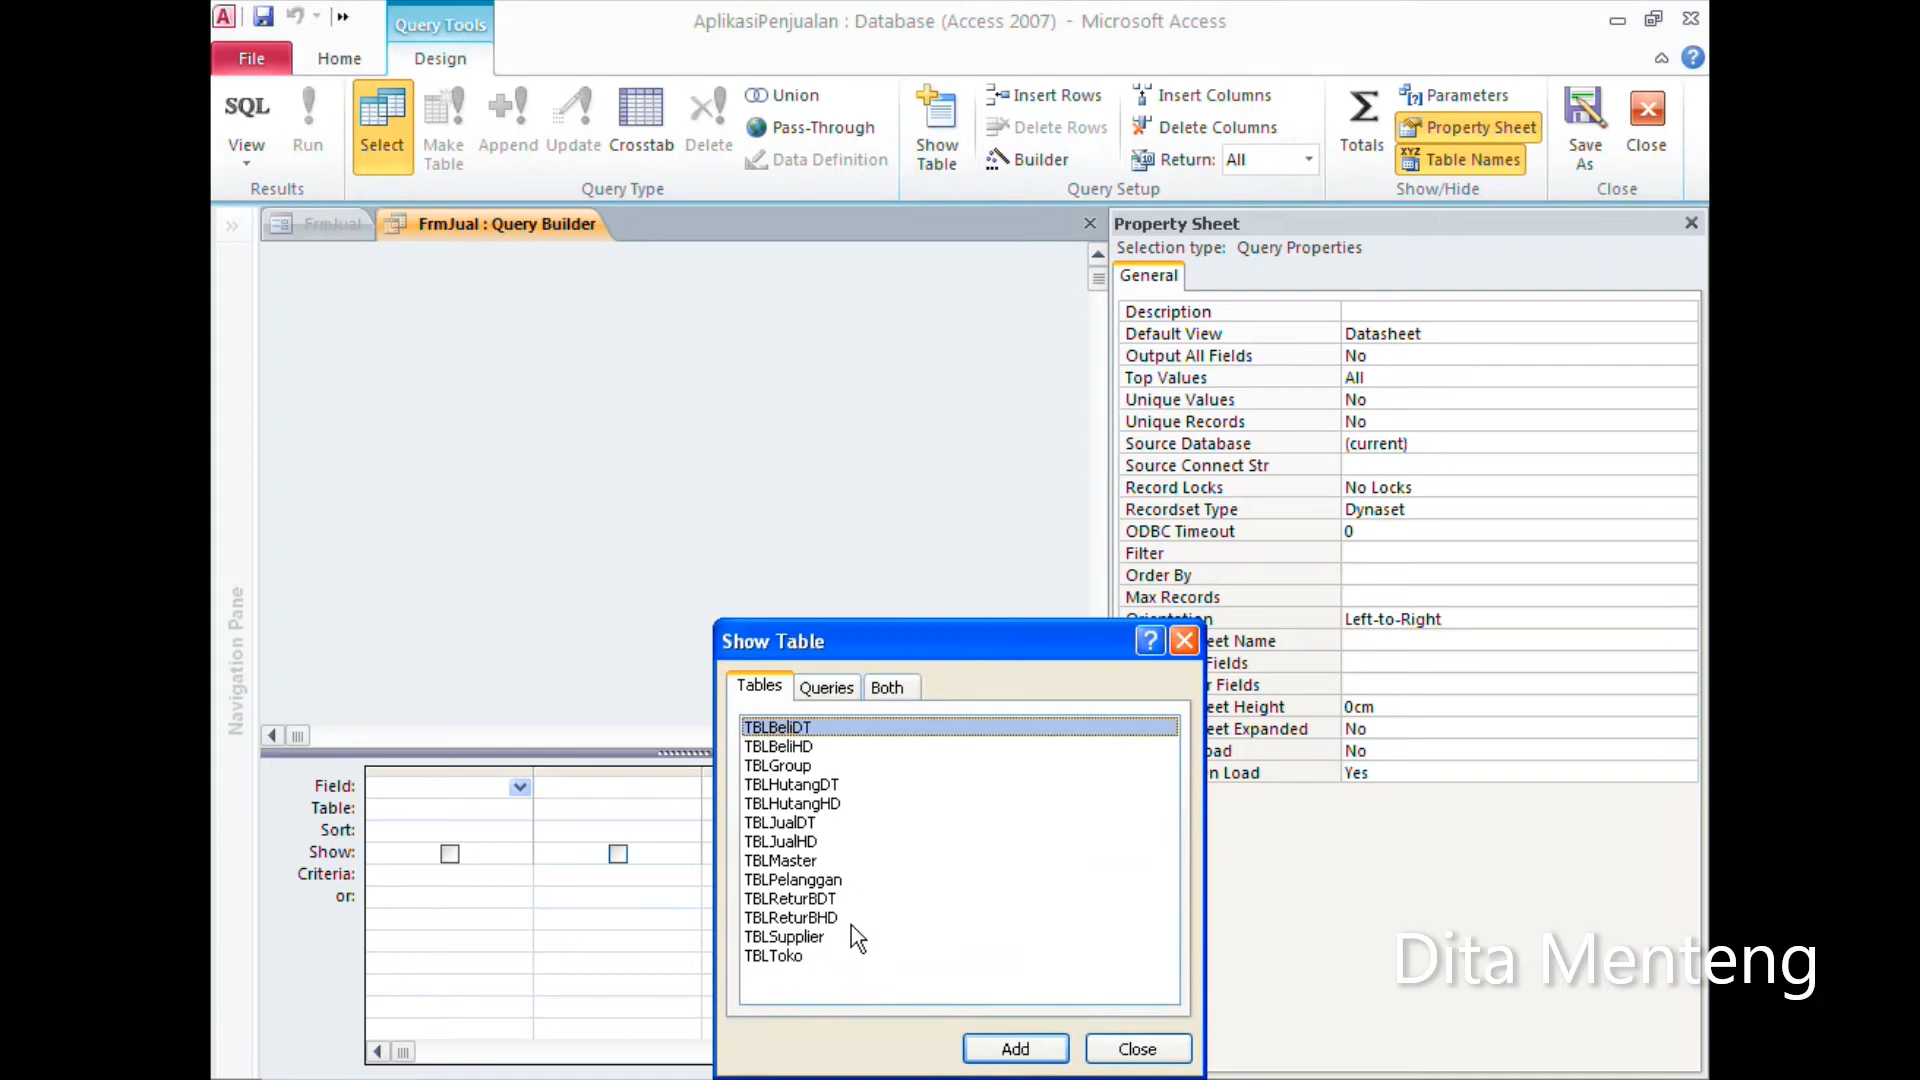 AplikasiPenjualan : Database (Access 2007) - Microsoft Access
Query Tools
File
Home
Design
SQL
View
Run
Results
Select
Make Table
Append
Update
Crosstab
Delete
Union
Pass-Through
Data Definition
Query Type
Show Table
Insert Rows
Delete Rows
Builder
Insert Columns
Delete Columns
Return: All
Query Setup
Totals
Parameters
Property Sheet
Table Names
Show/Hide
Save As
Close
Close
FrmJual
FrmJual : Query Builder
Navigation Pane
Property Sheet
Selection type: Query Properties
General
Description
Default View Datasheet
Output All Fields No
Top Values All
Unique Values No
Unique Records No
Source Database (current)
Source Connect Str
Record Locks No Locks
Recordset Type Dynaset
ODBC Timeout 0
Filter
Order By
Max Records
Orientation Left-to-Right
eet Name
Fields
r Fields
eet Height 0cm
eet Expanded No
oad No
n Load Yes
Field:
Table:
Sort:
Show:
Criteria:
or:
Show Table
Tables
Queries
Both
TBLBeliDT
TBLBeliHD
TBLGroup
TBLHutangDT
TBLHutangHD
TBLJualDT
TBLJualHD
TBLMaster
TBLPelanggan
TBLReturBDT
TBLReturBHD
TBLSupplier
TBLToko
Add
Close
Dita Menteng